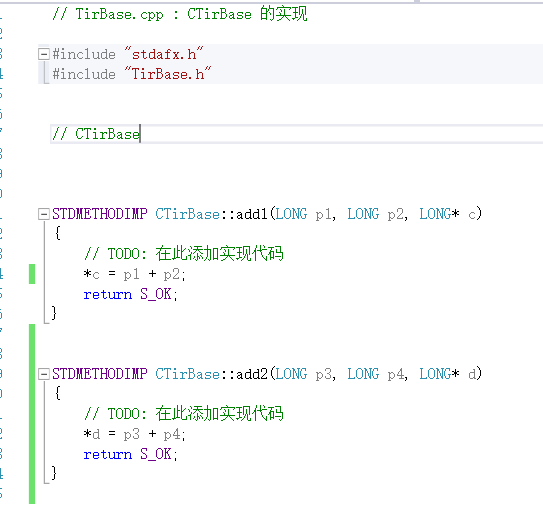 // TirBase.cpp : CTirBase 的实现
#include "stdafx.h"
#include "TirBase.h"
// CTirBase
STDMETHODIMP CTirBase::add1(LONG p1, LONG p2, LONG* c)
{
// TODO: 在此添加实现代码
*c = p1 + p2;
return S_OK;
}
STDMETHODIMP CTirBase::add2(LONG p3, LONG p4, LONG* d)
{
// TODO: 在此添加实现代码
*d = p3 + p4;
return S_OK;
}